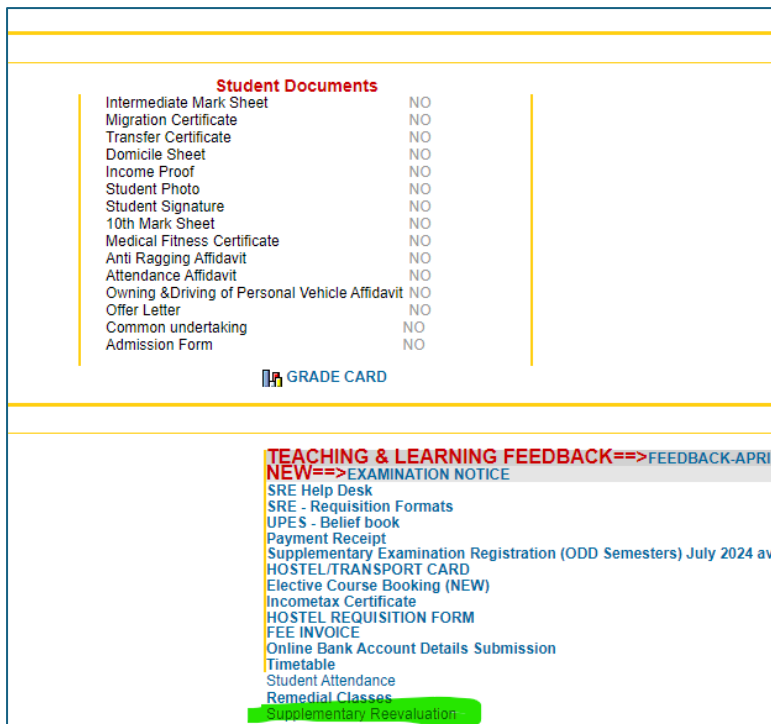 Student Documents
Intermediate Mark Sheet NO
Migration Certificate NO
Transfer Certificate NO
Domicile Sheet NO
Income Proof NO
Student Photo NO
Student Signature NO
10th Mark Sheet NO
Medical Fitness Certificate NO
Anti Ragging Affidavit NO
Attendance Affidavit NO
Owning &Driving of Personal Vehicle Affidavit NO
Offer Letter NO
Common undertaking NO
Admission Form NO
GRADE CARD
TEACHING & LEARNING FEEDBACK==>FEEDBACK-APRI
NEW==>EXAMINATION NOTICE
SRE Help Desk
SRE - Requisition Formats
UPES - Belief book
Payment Receipt
Supplementary Examination Registration (ODD Semesters) July 2024 av
HOSTEL/TRANSPORT CARD
Elective Course Booking (NEW)
Incometax Certificate
HOSTEL REQUISITION FORM
FEE INVOICE
Online Bank Account Details Submission
Timetable
Student Attendance
Remedial Classes
Supplementary Reevaluation